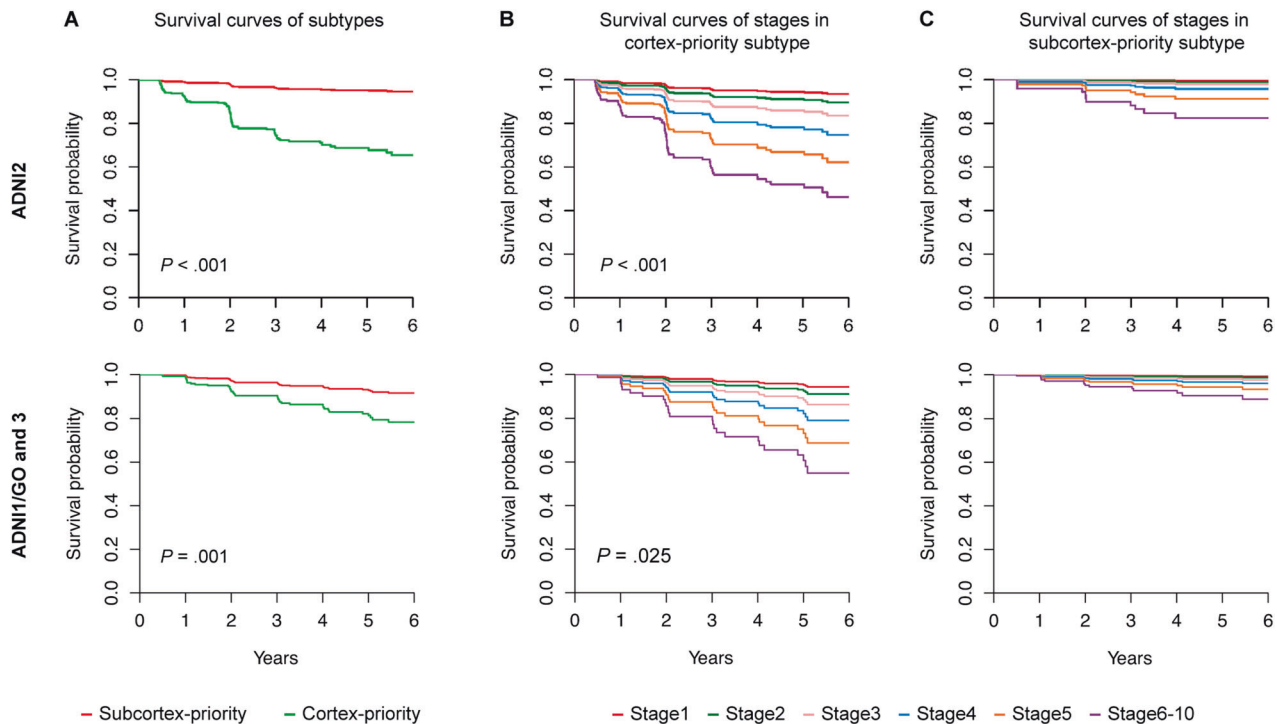 A Survival curves of subtypes
B Survival curves of stages in
cortex-priority subtype
C Survival curves of stages in
subcortex-priority subtype
ADNI2
Survival probability
0.0 0.2 0.4 0.6 0.8 1.0
P < .001
0 1 2 3 4 5 6
Survival probability
0.0 0.2 0.4 0.6 0.8 1.0
P < .001
0 1 2 3 4 5 6
Survival probability
0.0 0.2 0.4 0.6 0.8 1.0
0 1 2 3 4 5 6
ADNI1/GO and 3
Survival probability
0.0 0.2 0.4 0.6 0.8 1.0
P = .001
0 1 2 3 4 5 6
Years
Survival probability
0.0 0.2 0.4 0.6 0.8 1.0
P = .025
0 1 2 3 4 5 6
Years
Survival probability
0.0 0.2 0.4 0.6 0.8 1.0
0 1 2 3 4 5 6
Years
Subcortex-priority Cortex-priority
Stage1 Stage2 Stage3 Stage4 Stage5 Stage6-10